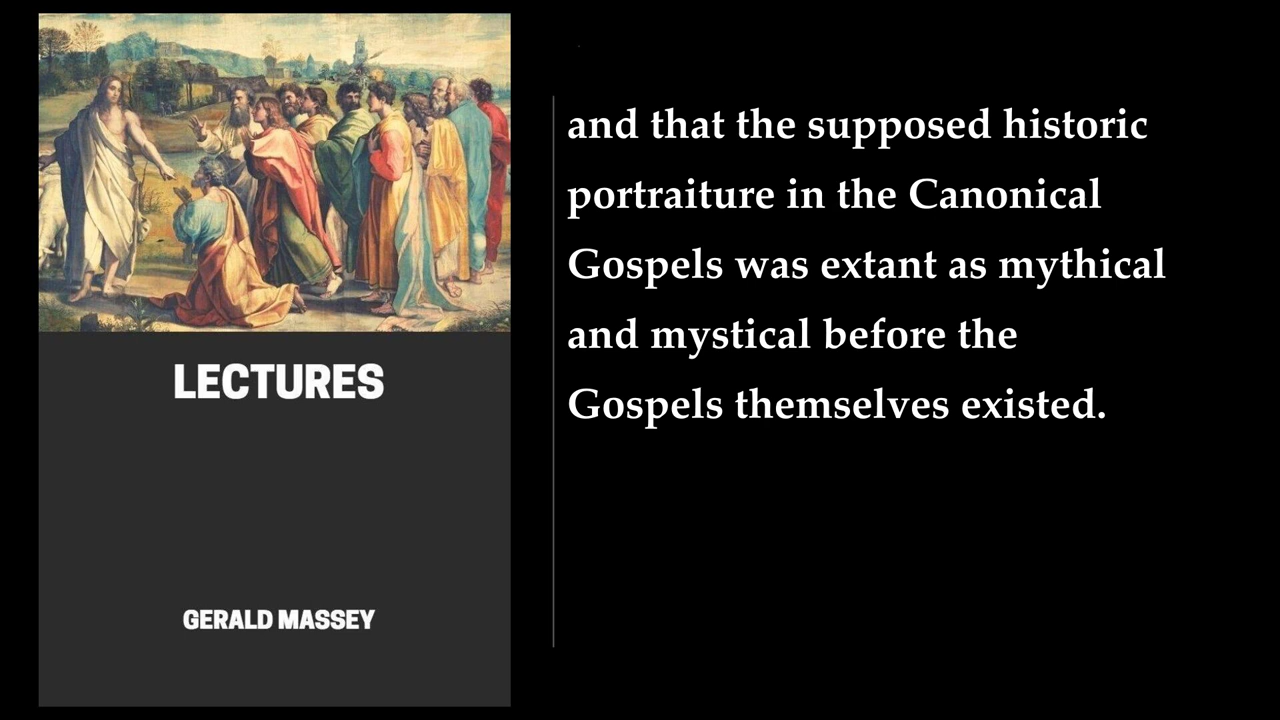 LECTURES
GERALD MASSEY
and that the supposed historic
portraiture in the Canonical
Gospels was extant as mythical
and mystical before the
Gospels themselves existed.